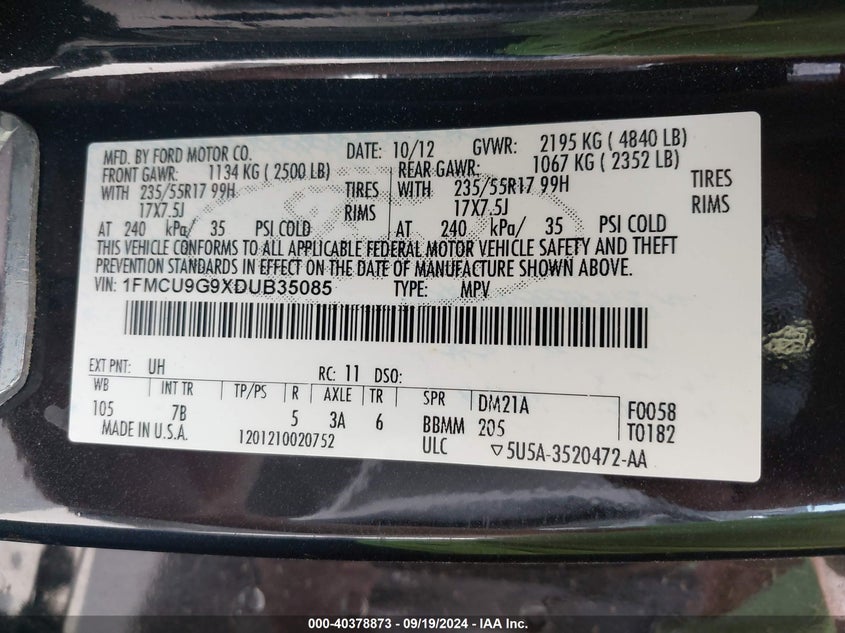 MFD. BY FORD MOTOR CO. DATE: 10/12 GVWR: 2195 KG ( 4840 LB)
FRONT GAWR: 1134 KG ( 2500 LB) REAR GAWR: 1067 KG ( 2352 LB)
WITH 235/55R17 99H TIRES WITH 235/55R17 99H TIRES
17X7.5J RIMS 17X7.5J RIMS
AT 240 kPa/ 35 PSI COLD AT 240 kPa/ 35 PSI COLD
THIS VEHICLE CONFORMS TO ALL APPLICABLE FEDERAL MOTOR VEHICLE SAFETY AND THEFT
PREVENTION STANDARDS IN EFFECT ON THE DATE OF MANUFACTURE SHOWN ABOVE.
VIN: 1FMCU9G9XDUB35085 TYPE: MPV
EXT PNT: UH RC: 11 DSO:
WB INT TR TP/PS R AXLE TR SPR DM21A F0058
105 7B 5 3A 6 BBMM 205 T0182
MADE IN U.S.A. 1201210020752 ULC ▽5U5A-3520472-AA
000-40378873 - 09/19/2024 - IAA Inc.